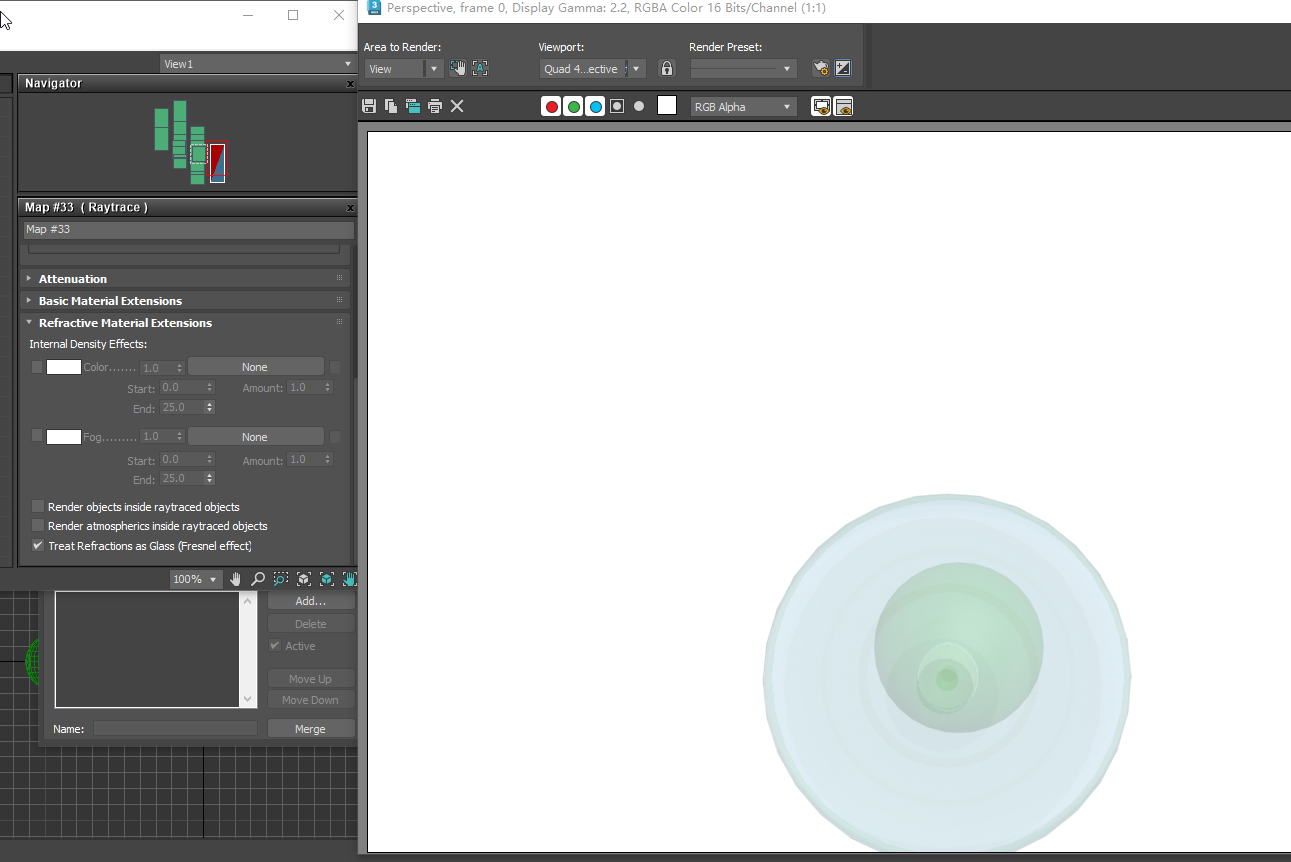 Perspective, frame 0, Display Gamma: 2.2, RGBA Color 16 Bits/Channel (1:1)
Area to Render:
Viewport:
Render Preset:
View
Quad 4...ective
RGB Alpha
View1
Navigator
Map #33 ( Raytrace )
Map #33
Attenuation
Basic Material Extensions
Refractive Material Extensions
Internal Density Effects:
Color....... 1.0 None
Start: 0.0 Amount: 1.0
End: 25.0
Fog......... 1.0 None
Start: 0.0 Amount: 1.0
End: 25.0
Render objects inside raytraced objects
Render atmospherics inside raytraced objects
Treat Refractions as Glass (Fresnel effect)
100%
Add...
Delete
Active
Move Up
Move Down
Name:
Merge